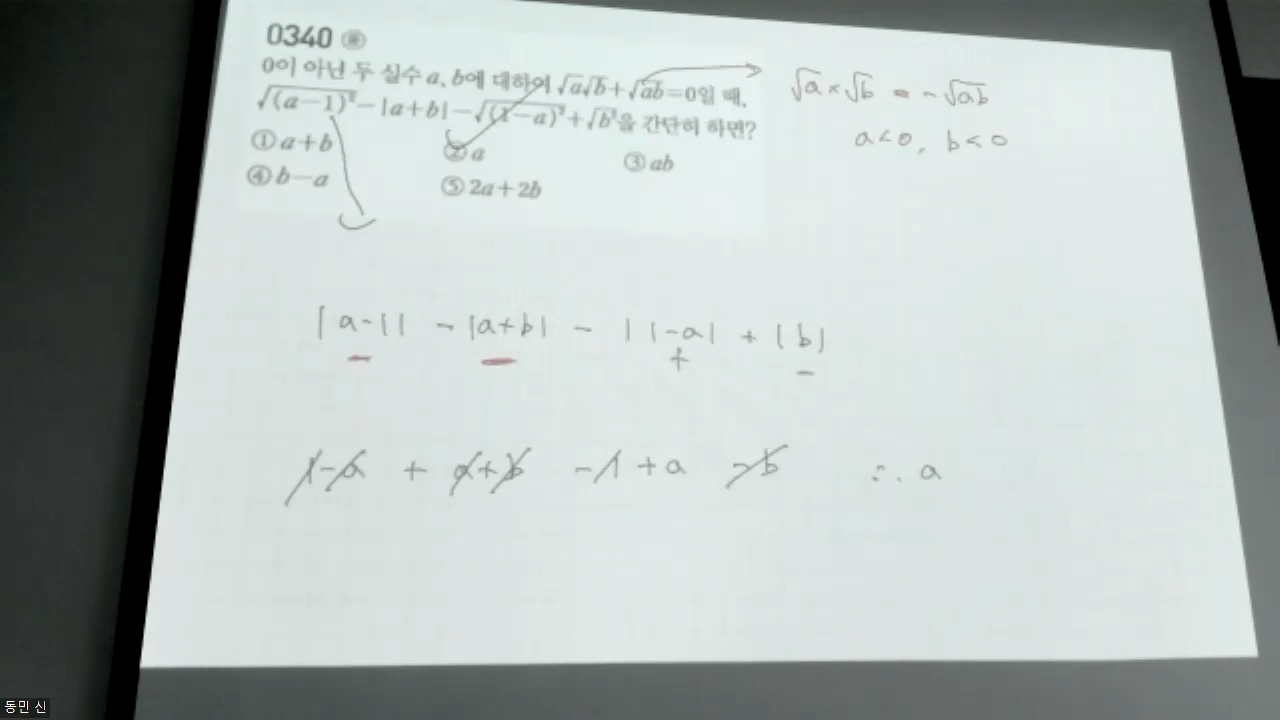 0340
0이 아닌 두 실수 a, b에 대하여 √a√b+√ab=0일 때,
√(a-1)²-|a+b|-√(1-a)²+√b²을 간단히 하면?
① a+b ② a ③ ab
④ b-a ⑤ 2a+2b
√a × √b = -√ab
a<0, b<0
|a-1| - |a+b| - |1-a| + |b|
- - + -
1-a + a+b -1+a -b ∴ a
동민 신